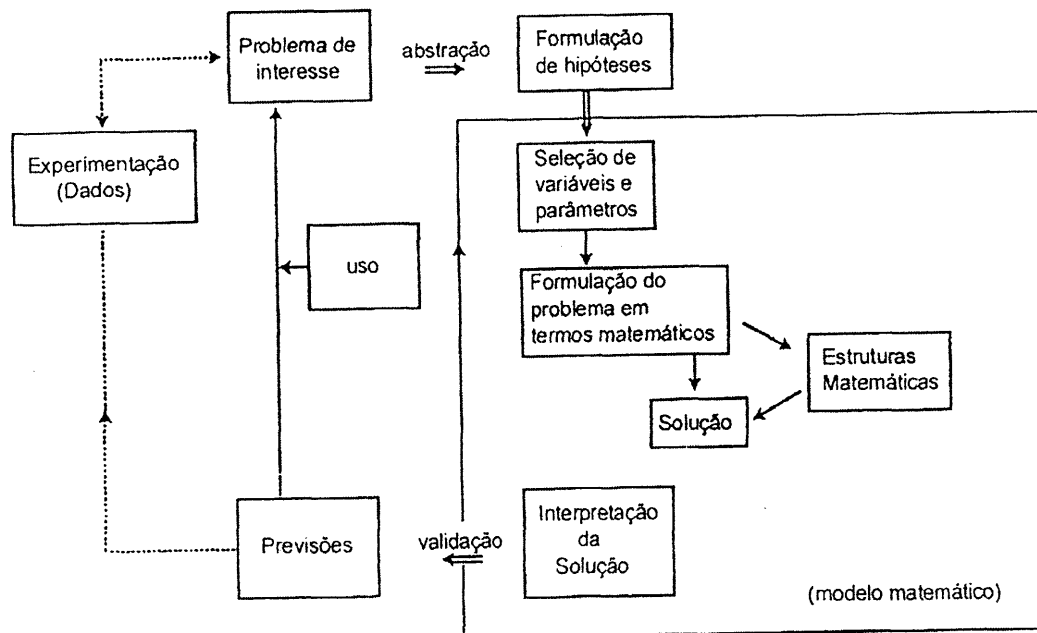 Problema de
interesse
abstração
Formulação
de hipóteses
Experimentação
(Dados)
Seleção de
variáveis e
parâmetros
uso
Formulação do
problema em
termos matemáticos
Estruturas
Matemáticas
Solução
Previsões
validação
Interpretação
da
Solução
(modelo matemático)